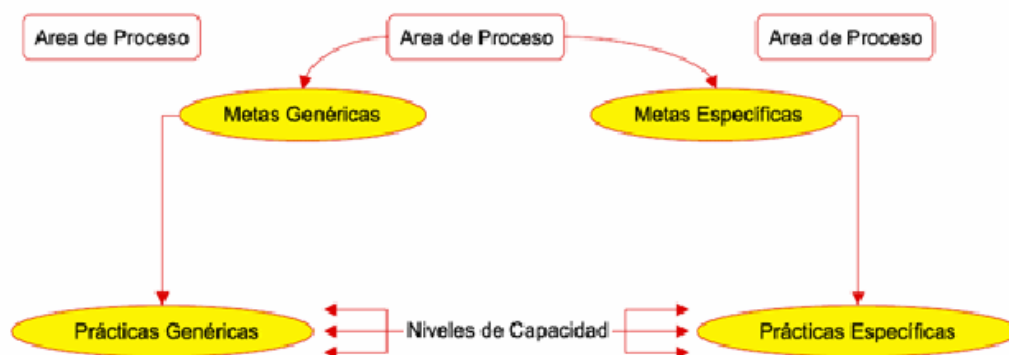 Area de Proceso
Area de Proceso
Area de Proceso
Metas Genéricas
Metas Específicas
Prácticas Genéricas
Niveles de Capacidad
Prácticas Específicas